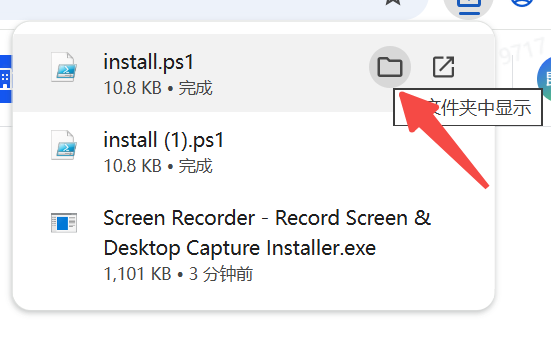 install.ps1
10.8 KB • 完成
文件夹中显示
install (1).ps1
10.8 KB • 完成
Screen Recorder - Record Screen &
Desktop Capture Installer.exe
1,101 KB • 3 分钟前
9717